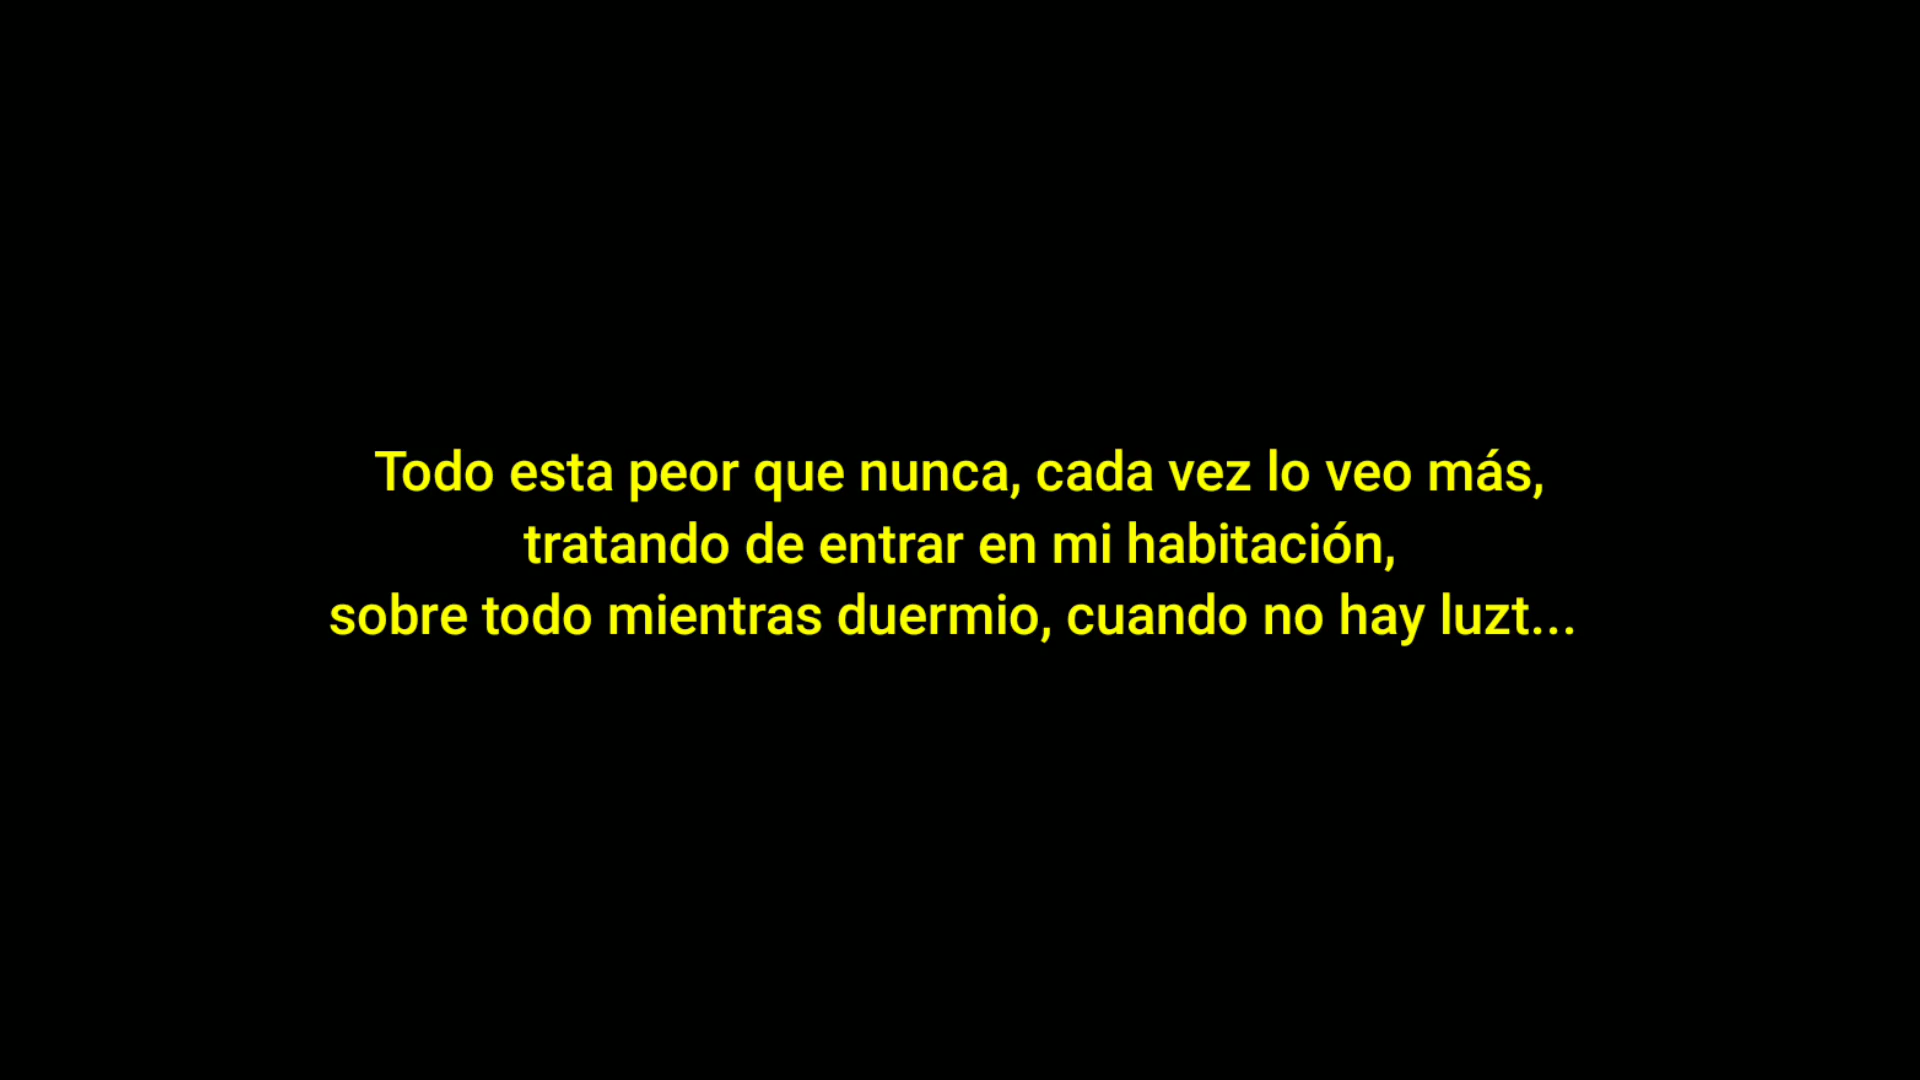 Todo esta peor que nunca, cada vez lo veo más,
tratando de entrar en mi habitación,
sobre todo mientras duermio, cuando no hay luzt...